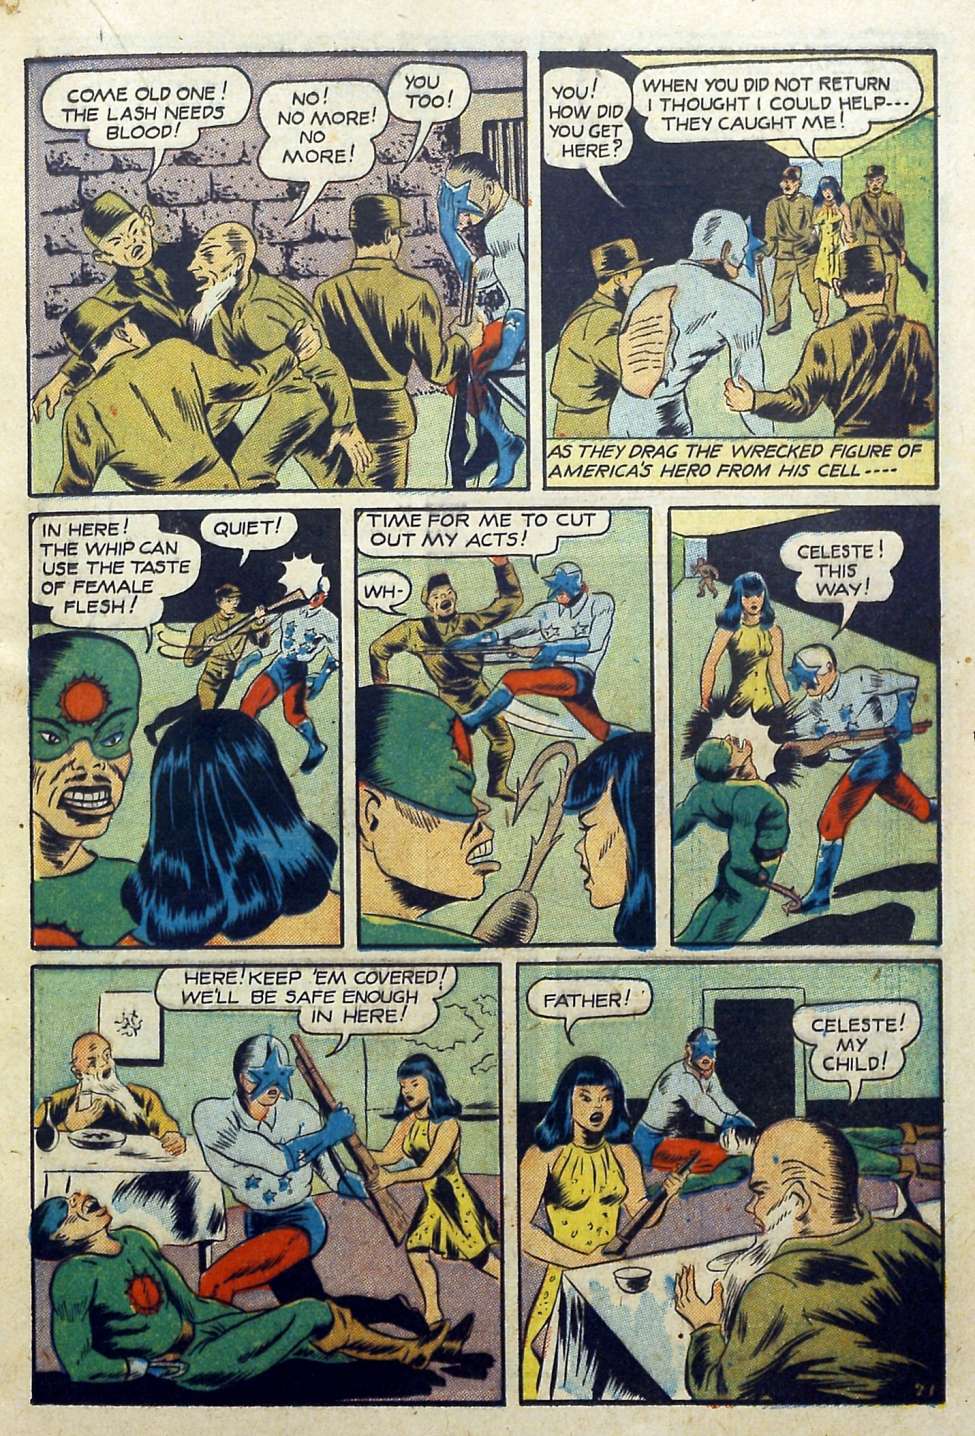 COME OLD ONE!
THE LASH NEEDS
BLOOD!
NO!
NO MORE!
NO
MORE!
YOU
TOO!
YOU!
HOW DID
YOU GET
HERE?
WHEN YOU DID NOT RETURN
I THOUGHT I COULD HELP---
THEY CAUGHT ME!
AS THEY DRAG THE WRECKED FIGURE OF
AMERICA'S HERO FROM HIS CELL----
IN HERE!
THE WHIP CAN
USE THE TASTE
OF FEMALE
FLESH!
QUIET!
TIME FOR ME TO CUT
OUT MY ACTS!
WH-
CELESTE!
THIS
WAY!
HERE! KEEP 'EM COVERED!
WE'LL BE SAFE ENOUGH
IN HERE!
FATHER!
CELESTE!
MY
CHILD!
71